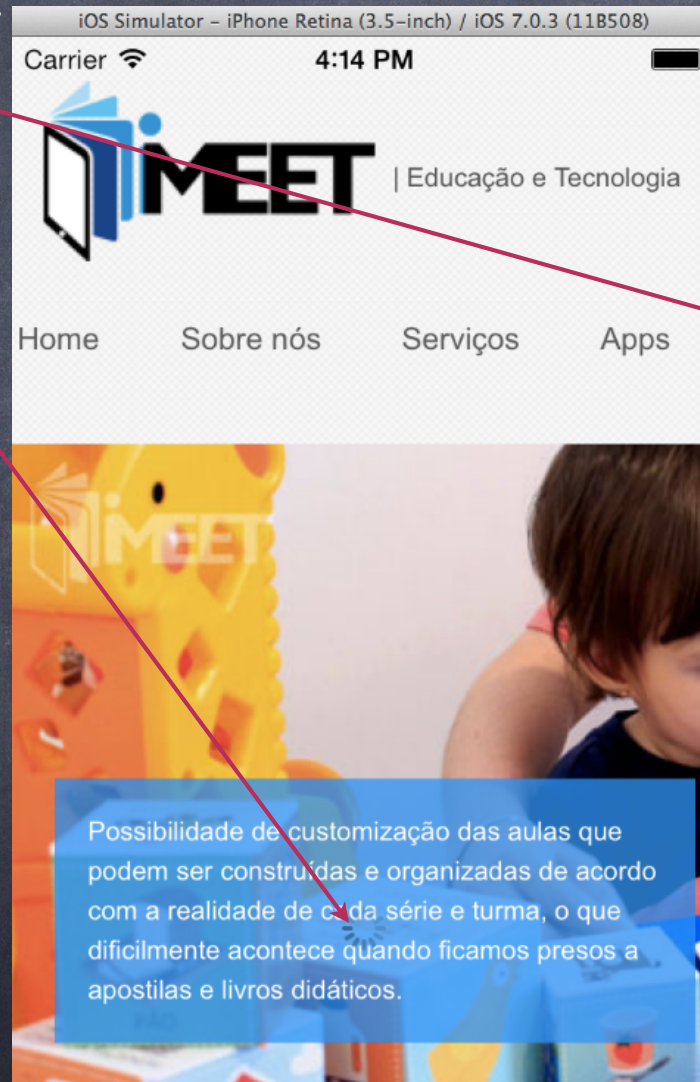 iOS Simulator – iPhone Retina (3.5-inch) / iOS 7.0.3 (11B508)
Carrier 4:14 PM
iMEET | Educação e Tecnologia
Home Sobre nós Serviços Apps
iMEET
Possibilidade de customização das aulas que
podem ser construídas e organizadas de acordo
com a realidade de cada série e turma, o que
dificilmente acontece quando ficamos presos a
apostilas e livros didáticos.
PÃO